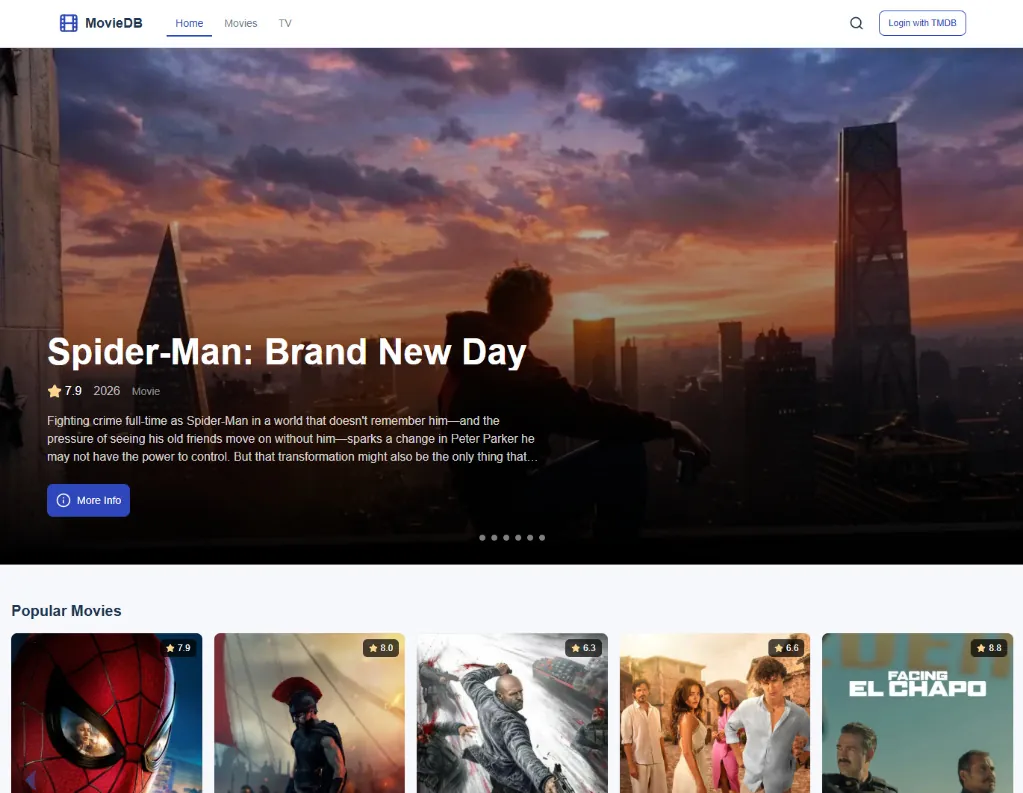 MovieDB
Home
Movies
TV
Login with TMDB
Spider-Man: Brand New Day
7.9
2026
Movie
Fighting crime full-time as Spider-Man in a world that doesn't remember him—and the
pressure of seeing his old friends move on without him—sparks a change in Peter Parker he
may not have the power to control. But that transformation might also be the only thing that…
More Info
Popular Movies
7.9
8.0
6.3
6.6
8.8
FACING
EL CHAPO